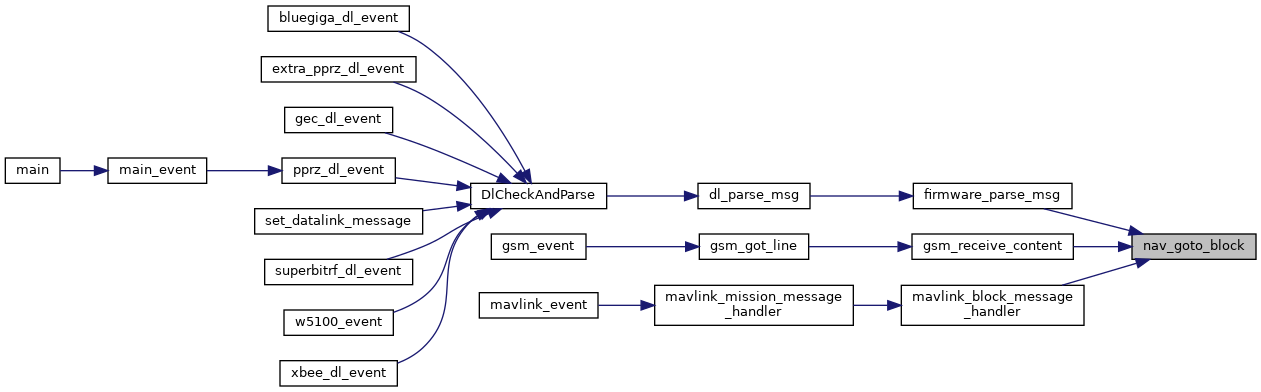 bluegiga_dl_event
extra_pprz_dl_event
gec_dl_event
main
main_event
pprz_dl_event
DlCheckAndParse
dl_parse_msg
firmware_parse_msg
set_datalink_message
gsm_event
gsm_got_line
gsm_receive_content
nav_goto_block
superbitrf_dl_event
mavlink_event
mavlink_mission_message
_handler
mavlink_block_message
_handler
w5100_event
xbee_dl_event